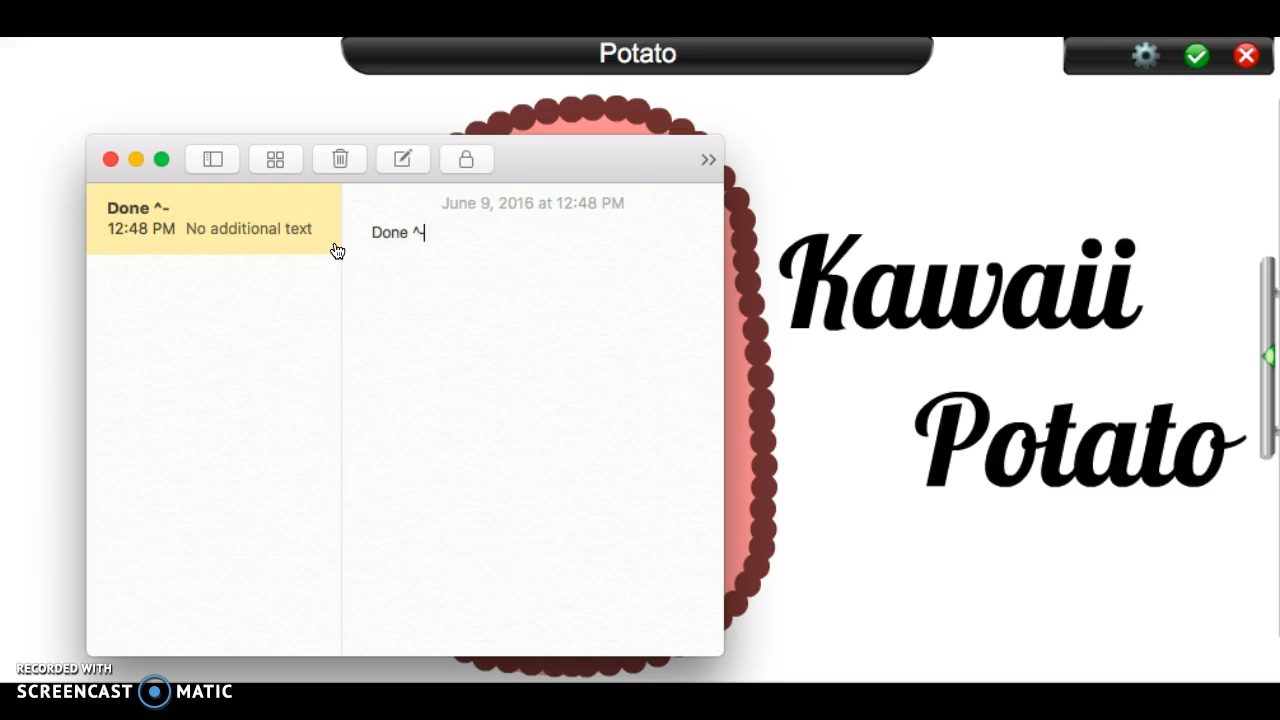 Potato
Done ^-
12:48 PM No additional text
June 9, 2016 at 12:48 PM
Done ^-
Kawaii
Potato
RECORDED WITH
SCREENCAST MATIC